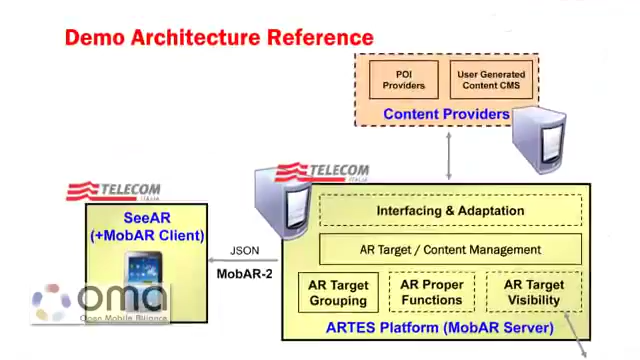 Demo Architecture Reference
POI
Providers
User Generated
Content CMS
Content Providers
TELECOM
ITALIA
TELECOM
ITALIA
SeeAR
(+MobAR Client)
JSON
MobAR-2
Interfacing & Adaptation
AR Target / Content Management
AR Target
Grouping
AR Proper
Functions
AR Target
Visibility
ARTES Platform (MobAR Server)
oma
Open Mobile Alliance